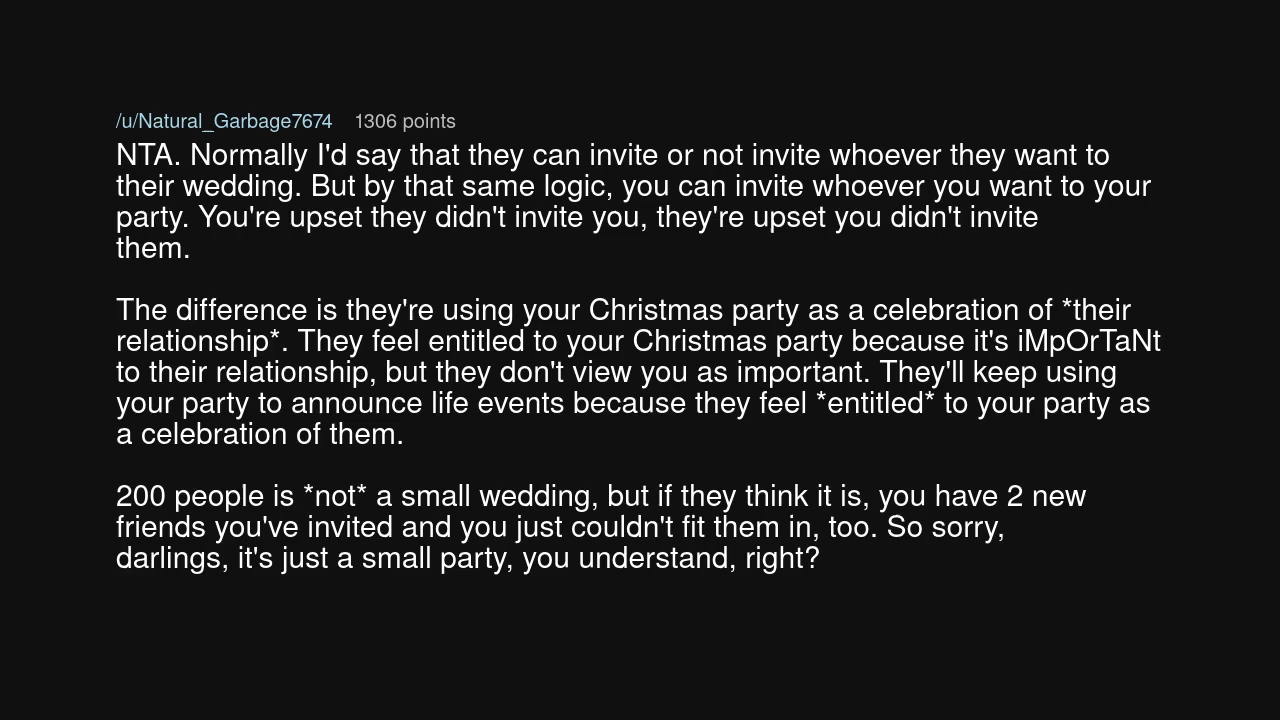 /u/Natural_Garbage7674 1306 points
NTA. Normally I'd say that they can invite or not invite whoever they want to
their wedding. But by that same logic, you can invite whoever you want to your
party. You're upset they didn't invite you, they're upset you didn't invite
them.
The difference is they're using your Christmas party as a celebration of *their
relationship*. They feel entitled to your Christmas party because it's iMpOrTaNt
to their relationship, but they don't view you as important. They'll keep using
your party to announce life events because they feel *entitled* to your party as
a celebration of them.
200 people is *not* a small wedding, but if they think it is, you have 2 new
friends you've invited and you just couldn't fit them in, too. So sorry,
darlings, it's just a small party, you understand, right?